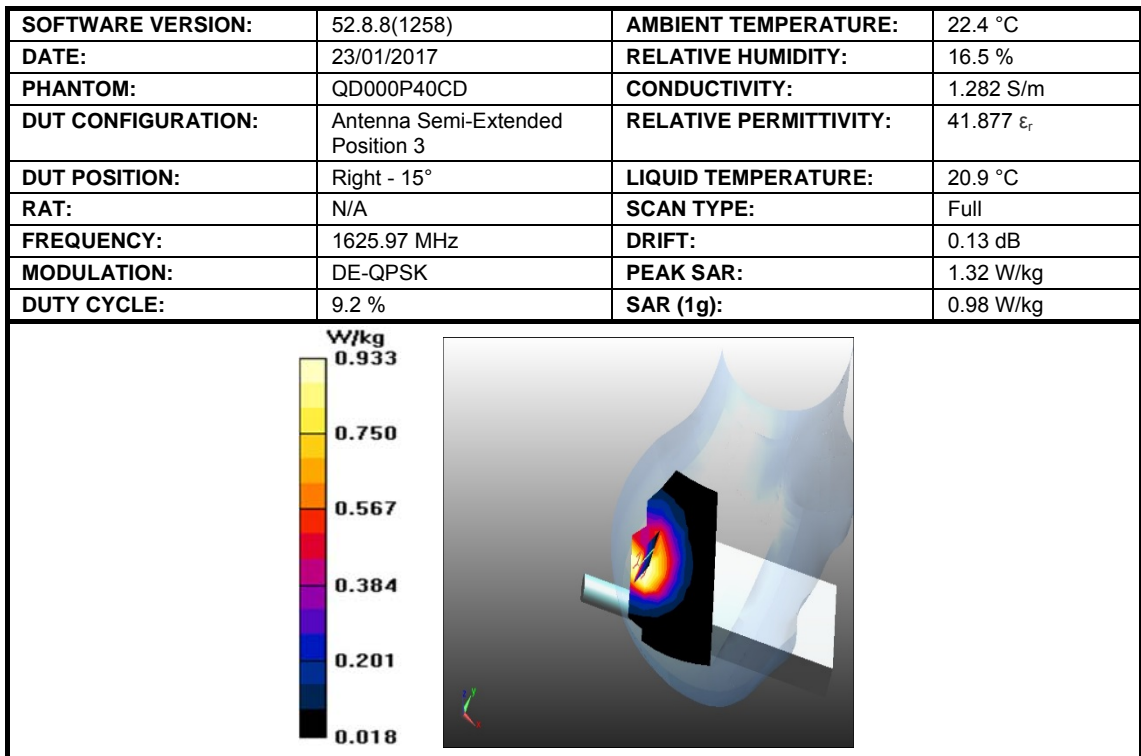 SOFTWARE VERSION: 52.8.8(1258) AMBIENT TEMPERATURE: 22.4 °C
DATE: 23/01/2017 RELATIVE HUMIDITY: 16.5 %
PHANTOM: QD000P40CD CONDUCTIVITY: 1.282 S/m
DUT CONFIGURATION: Antenna Semi-Extended RELATIVE PERMITTIVITY: 41.877 εr
Position 3
DUT POSITION: Right - 15° LIQUID TEMPERATURE: 20.9 °C
RAT: N/A SCAN TYPE: Full
FREQUENCY: 1625.97 MHz DRIFT: 0.13 dB
MODULATION: DE-QPSK PEAK SAR: 1.32 W/kg
DUTY CYCLE: 9.2 % SAR (1g): 0.98 W/kg
W/kg
0.933
0.750
0.567
0.384
0.201
0.018
z y
x